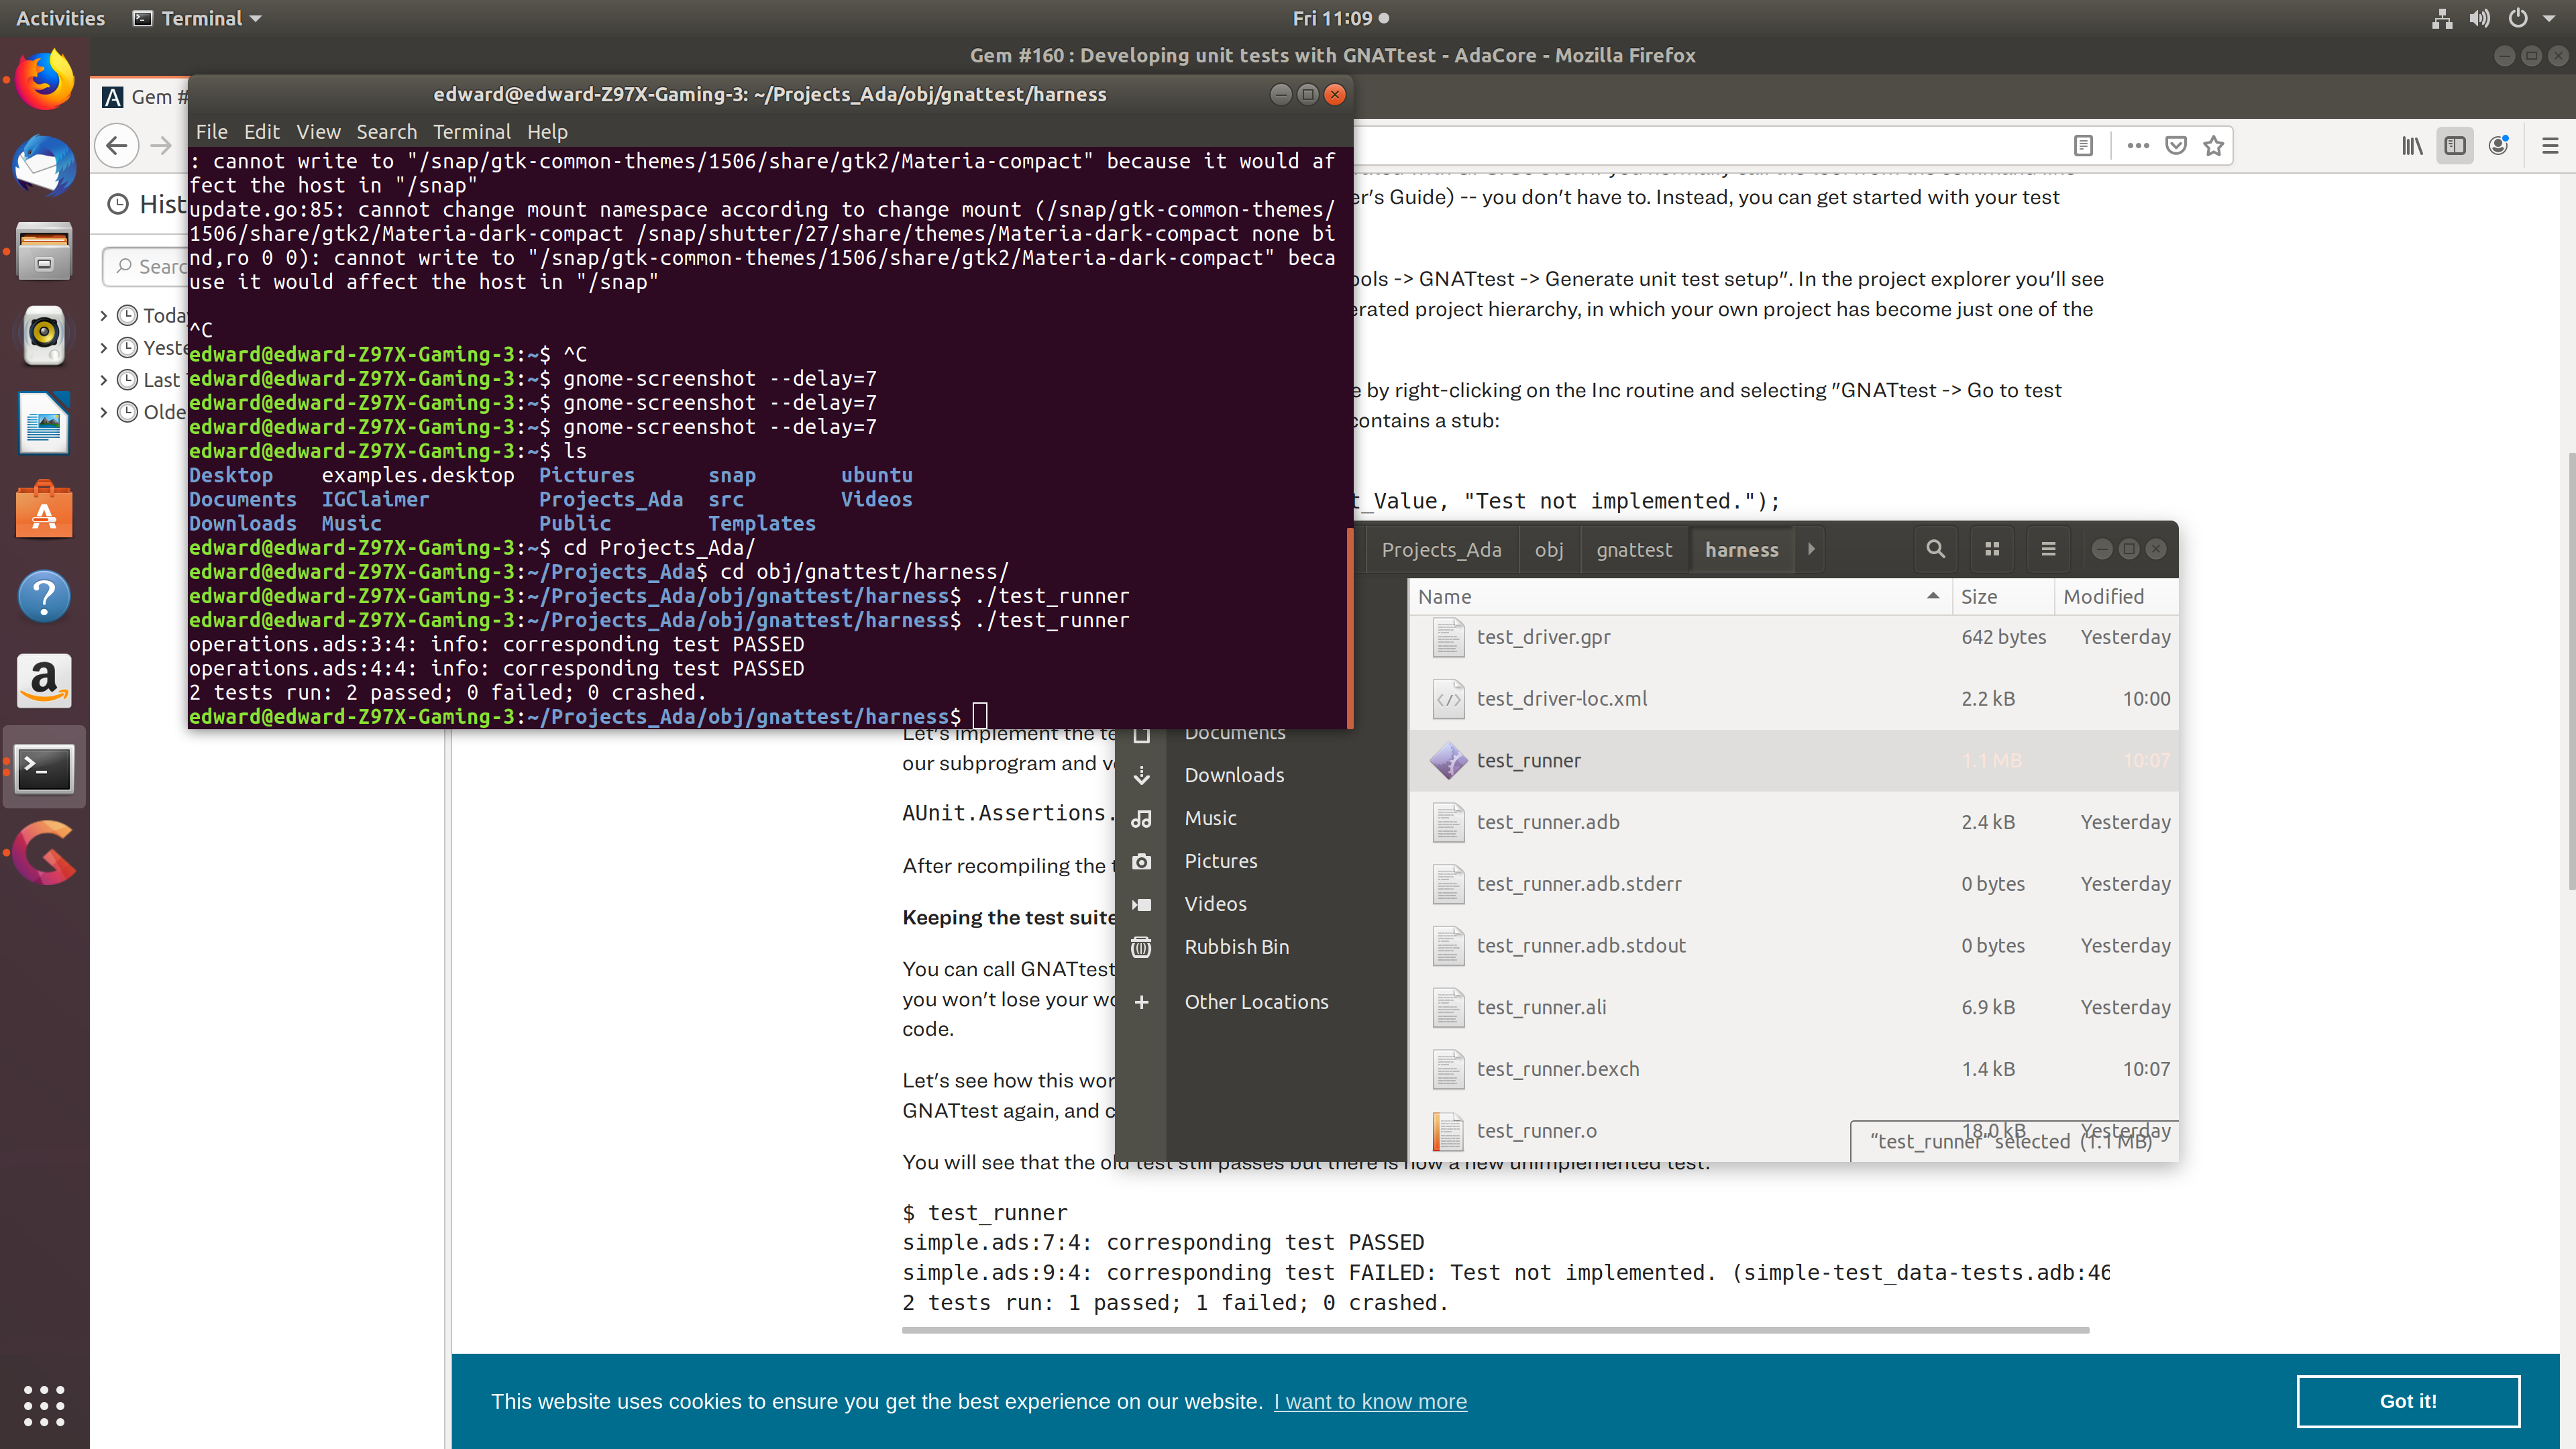 Activities
Terminal
Fri 11:09
Gem #160 : Developing unit tests with GNATtest - AdaCore - Mozilla Firefox
Gem #
edward@edward-Z97X-Gaming-3: ~/Projects_Ada/obj/gnattest/harness
File Edit View Search Terminal Help
: cannot write to "/snap/gtk-common-themes/1506/share/gtk2/Materia-compact" because it would af
fect the host in "/snap"
update.go:85: cannot change mount namespace according to change mount (/snap/gtk-common-themes/
1506/share/gtk2/Materia-dark-compact /snap/shutter/27/share/themes/Materia-dark-compact none bi
nd,ro 0 0): cannot write to "/snap/gtk-common-themes/1506/share/gtk2/Materia-dark-compact" beca
use it would affect the host in "/snap"
^C
edward@edward-Z97X-Gaming-3:~$ ^C
edward@edward-Z97X-Gaming-3:~$ gnome-screenshot --delay=7
edward@edward-Z97X-Gaming-3:~$ gnome-screenshot --delay=7
edward@edward-Z97X-Gaming-3:~$ gnome-screenshot --delay=7
edward@edward-Z97X-Gaming-3:~$ ls
Desktop examples.desktop Pictures snap ubuntu
Documents IGClaimer Projects_Ada src Videos
Downloads Music Public Templates
edward@edward-Z97X-Gaming-3:~$ cd Projects_Ada/
edward@edward-Z97X-Gaming-3:~/Projects_Ada$ cd obj/gnattest/harness/
edward@edward-Z97X-Gaming-3:~/Projects_Ada/obj/gnattest/harness$ ./test_runner
edward@edward-Z97X-Gaming-3:~/Projects_Ada/obj/gnattest/harness$ ./test_runner
operations.ads:3:4: info: corresponding test PASSED
operations.ads:4:4: info: corresponding test PASSED
2 tests run: 2 passed; 0 failed; 0 crashed.
edward@edward-Z97X-Gaming-3:~/Projects_Ada/obj/gnattest/harness$
Hist
Searc
Toda
Yeste
Last
Olde
er's Guide) -- you don't have to. Instead, you can get started with your test
ools -> GNATtest -> Generate unit test setup". In the project explorer you'll see
erated project hierarchy, in which your own project has become just one of the
e by right-clicking on the Inc routine and selecting "GNATtest -> Go to test
contains a stub:
t_Value, "Test not implemented.");
Projects_Ada obj gnattest harness
Name Size Modified
test_driver.gpr 642 bytes Yesterday
test_driver-loc.xml 2.2 kB 10:00
test_runner 1.1 MB 10:07
test_runner.adb 2.4 kB Yesterday
test_runner.adb.stderr 0 bytes Yesterday
test_runner.adb.stdout 0 bytes Yesterday
test_runner.ali 6.9 kB Yesterday
test_runner.bexch 1.4 kB 10:07
test_runner.o 18.0 kB Yesterday
"test_runner" selected (1.1 MB)
Documents
Downloads
Music
Pictures
Videos
Rubbish Bin
Other Locations
Let's implement the te
our subprogram and v
AUnit.Assertions.
After recompiling the t
Keeping the test suite
You can call GNATtest
you won't lose your wo
code.
Let's see how this wor
GNATtest again, and c
You will see that the old test still passes but there is now a new unimplemented test.
$ test_runner
simple.ads:7:4: corresponding test PASSED
simple.ads:9:4: corresponding test FAILED: Test not implemented. (simple-test_data-tests.adb:46
2 tests run: 1 passed; 1 failed; 0 crashed.
This website uses cookies to ensure you get the best experience on our website. I want to know more
Got it!